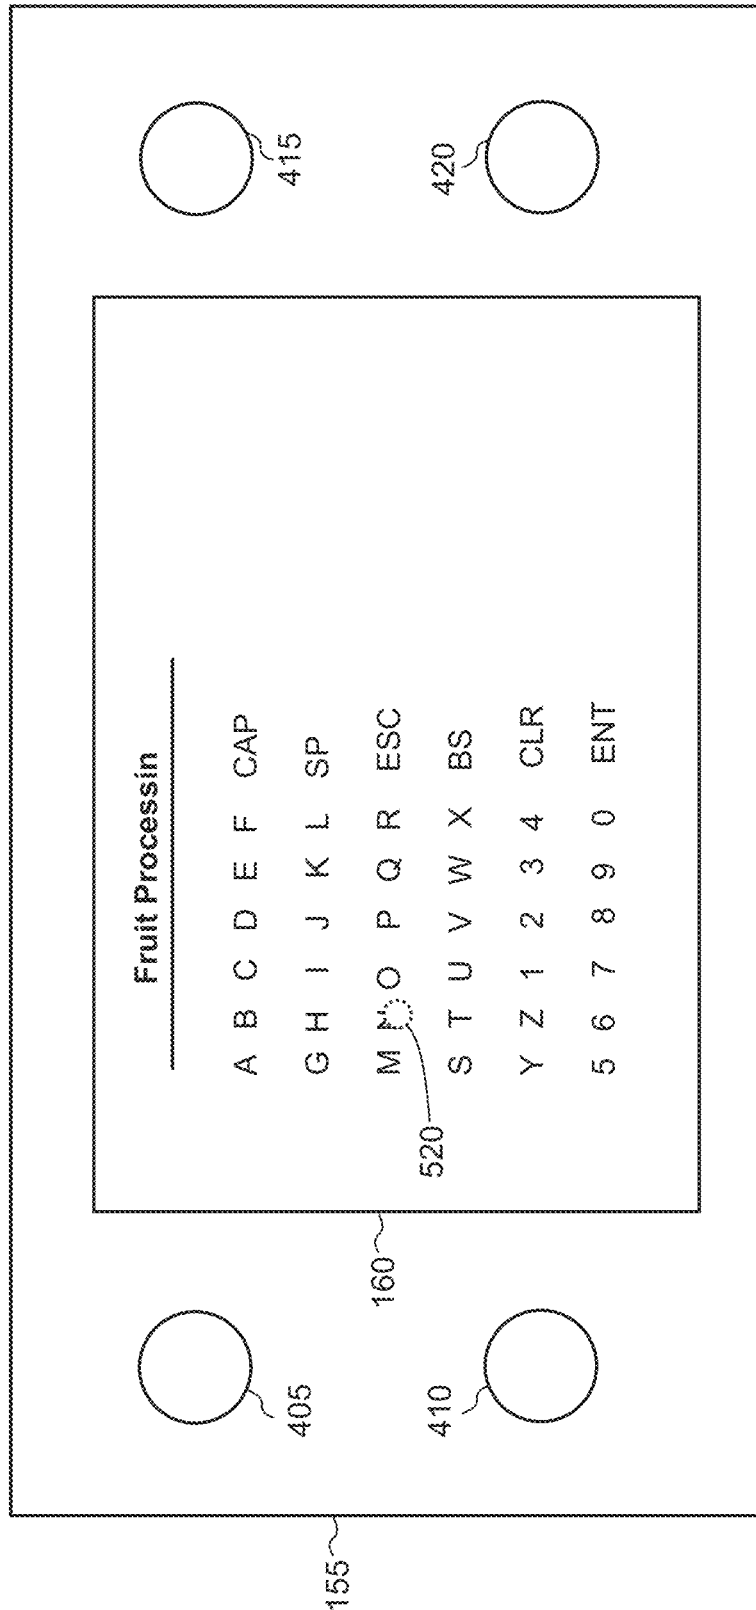 Fruit Processin
A B C D E F CAP
G H I J K L SP
M N O P Q R ESC
S T U V W X BS
Y Z 1 2 3 4 CLR
5 6 7 8 9 0 ENT
520
405
410
415
420
160
155